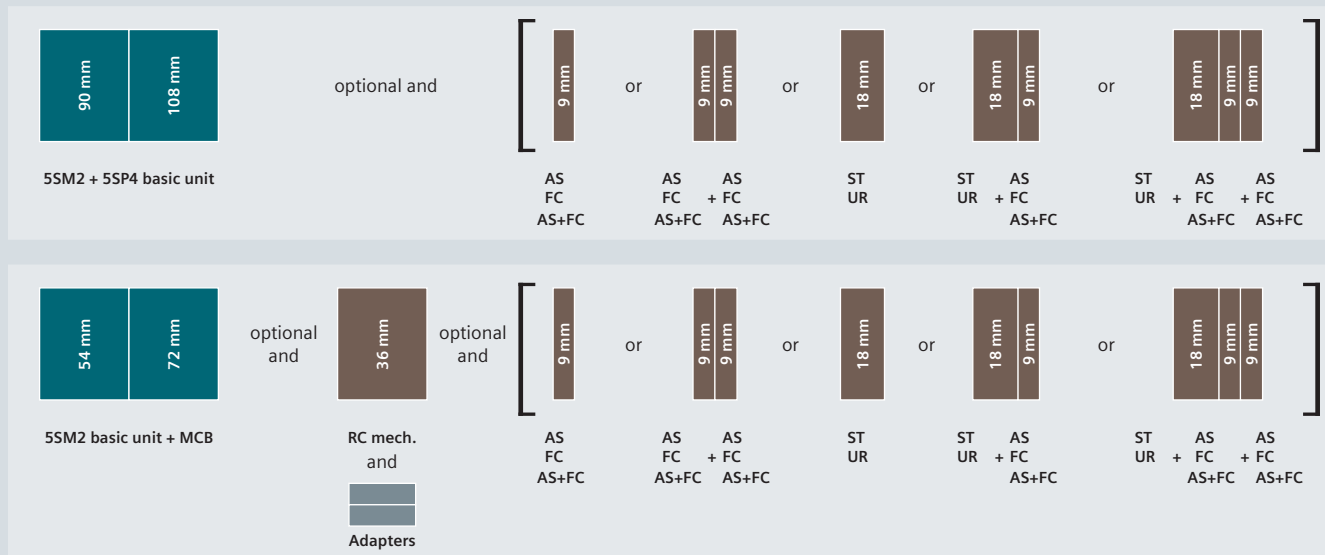 90 mm
108 mm
optional and
9 mm
or
9 mm
9 mm
or
18 mm
or
18 mm
9 mm
or
18 mm
9 mm
9 mm
5SM2 + 5SP4 basic unit
AS
FC
AS+FC
AS AS
FC + FC
AS+FC AS+FC
ST
UR
ST AS
UR + FC
AS+FC
ST AS AS
UR + FC + FC
AS+FC AS+FC
54 mm
72 mm
optional
and
36 mm
optional
and
9 mm
or
9 mm
9 mm
or
18 mm
or
18 mm
9 mm
or
18 mm
9 mm
9 mm
5SM2 basic unit + MCB
RC mech.
and
Adapters
AS
FC
AS+FC
AS AS
FC + FC
AS+FC AS+FC
ST
UR
ST AS
UR + FC
AS+FC
ST AS AS
UR + FC + FC
AS+FC AS+FC